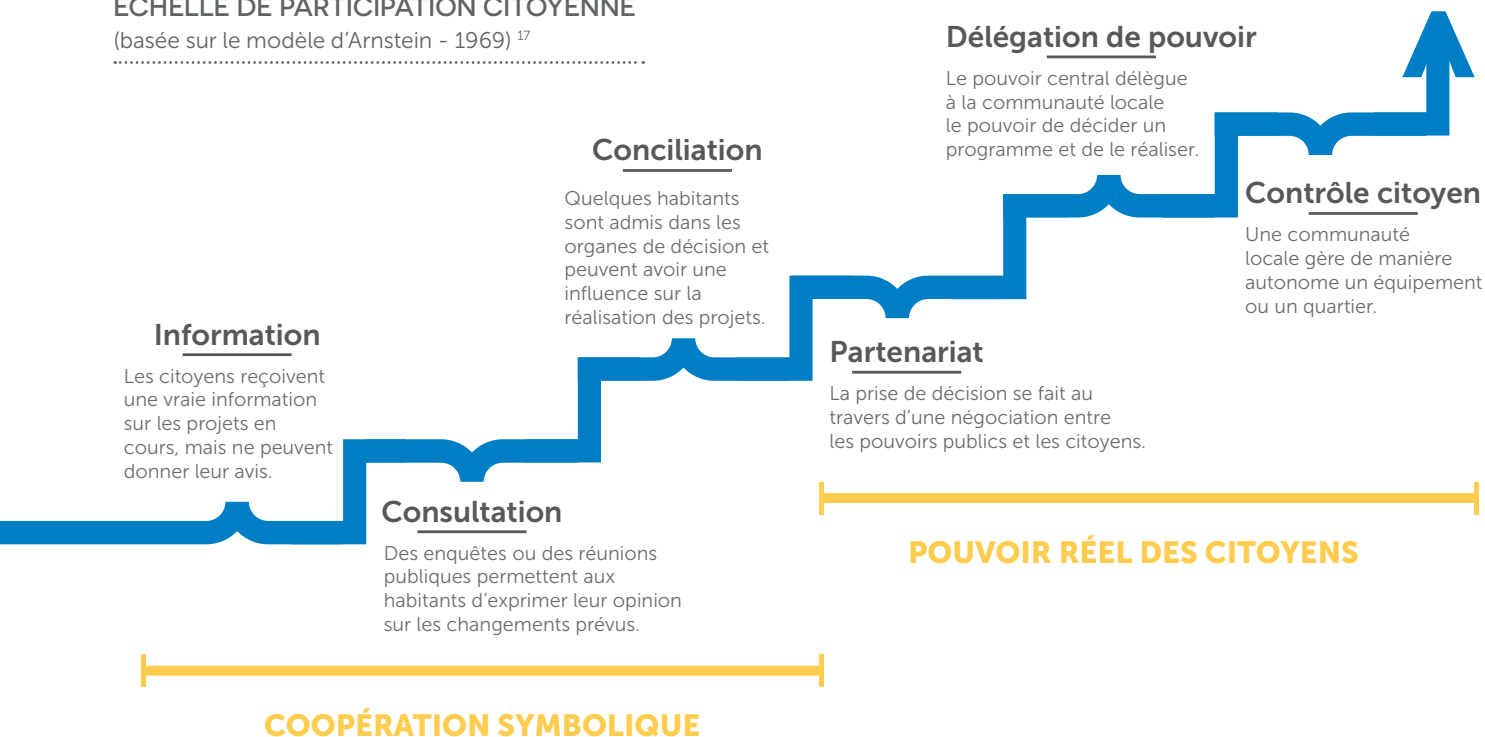 ÉCHELLE DE PARTICIPATION CITOYENNE
(basée sur le modèle d'Arnstein - 1969) 17
Information
Les citoyens reçoivent
une vraie information
sur les projets en
cours, mais ne peuvent
donner leur avis.
Consultation
Des enquêtes ou des réunions
publiques permettent aux
habitants d'exprimer leur opinion
sur les changements prévus.
Conciliation
Quelques habitants
sont admis dans les
organes de décision et
peuvent avoir une
influence sur la
réalisation des projets.
Partenariat
La prise de décision se fait au
travers d'une négociation entre
les pouvoirs publics et les citoyens.
Délégation de pouvoir
Le pouvoir central délègue
à la communauté locale
le pouvoir de décider un
programme et de le réaliser.
Contrôle citoyen
Une communauté
locale gère de manière
autonome un équipement
ou un quartier.
COOPÉRATION SYMBOLIQUE
POUVOIR RÉEL DES CITOYENS